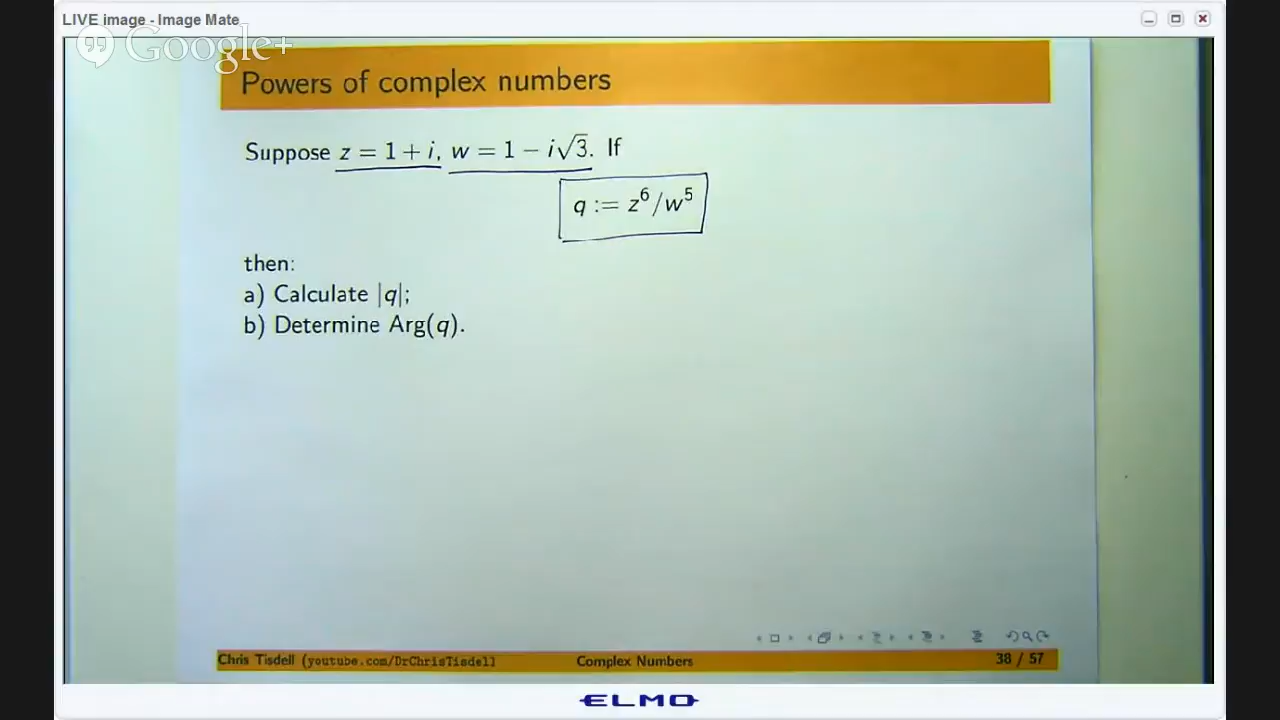 LIVE image - Image Mate
Google+
Powers of complex numbers
Suppose z = 1 + i, w = 1 − i√3. If
q := z⁶/w⁵
then:
a) Calculate |q|;
b) Determine Arg(q).
Chris Tisdell (youtube.com/DrChrisTisdell Complex Numbers 38 / 57
ELMO